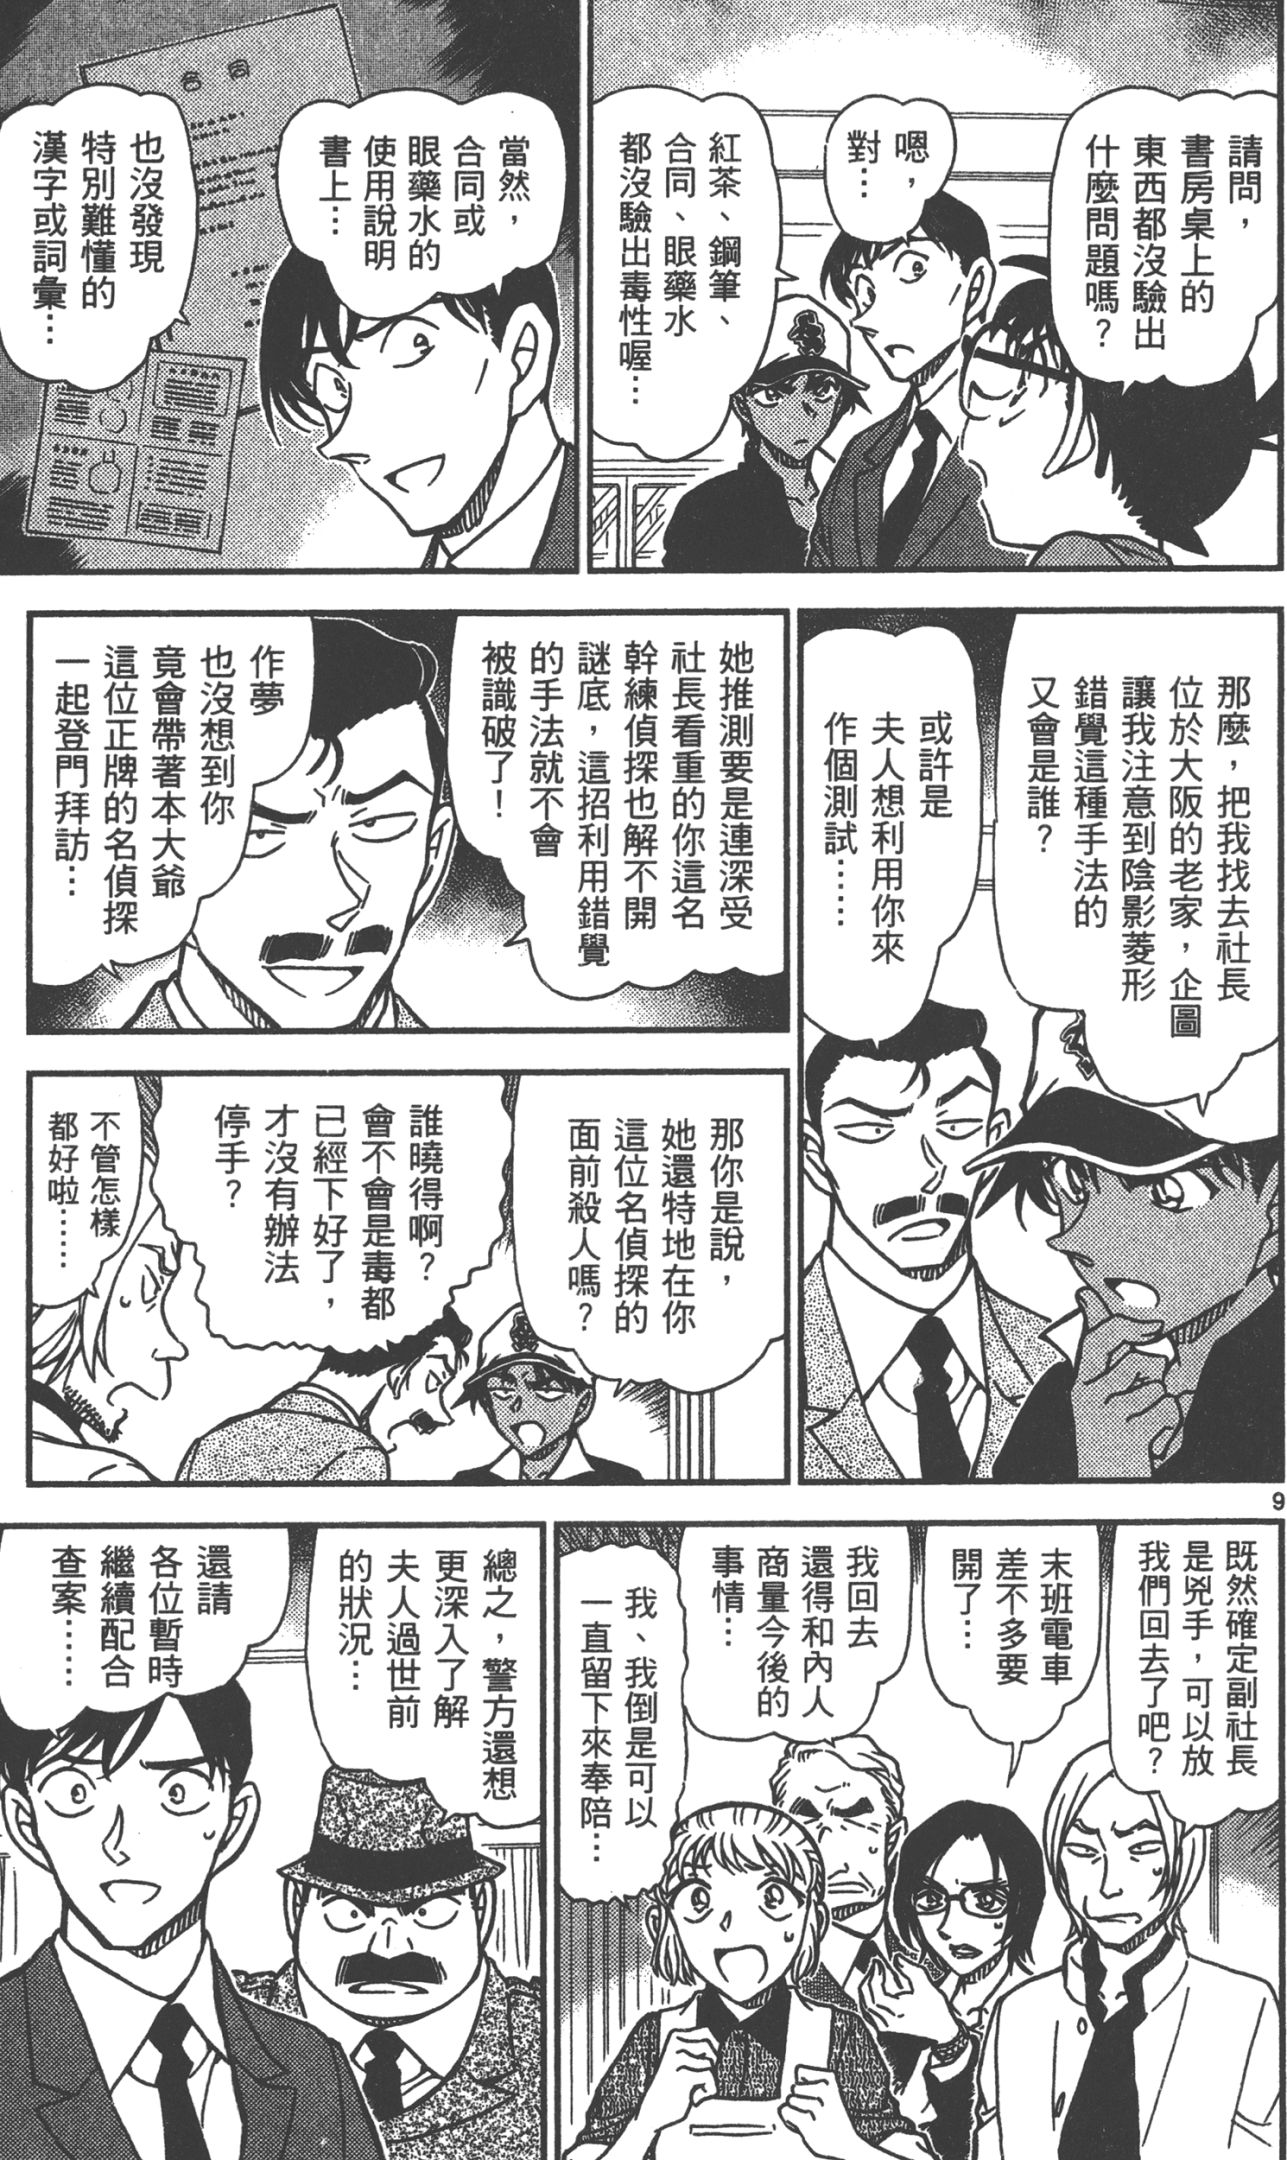 請問，
書房桌上的
東西都沒驗出
什麼問題嗎？
嗯，
對…
紅茶、鋼筆、
合同、眼藥水
都沒驗出毒性喔…
當然，
合同或
眼藥水的
使用說明
書上…
也沒發現
特別難懂的
漢字或詞彙…
合同
那麼，把我找去社長
位於大阪的老家，企圖
讓我注意到陰影菱形
錯覺這種手法的
又會是誰？
或許是
夫人想利用你來
作個測試……
她推測要是連深受
社長看重的你這名
幹練偵探也解不開
謎底，這招利用錯覺
的手法就不會
被識破了！
作夢
也沒想到你
竟會帶著本大爺
這位正牌的名偵探
一起登門拜訪…
那你是說，
她還特地在你
這位名偵探的
面前殺人嗎？
誰曉得啊？
會不會是毒都
已經下好了，
才沒有辦法
停手？
不管怎樣
都好啦……
9
既然確定副社長
是兇手，可以放
我們回去了吧？
末班電車
差不多要
開了…
我回去
還得和內人
商量今後的
事情…
我、我倒是可以
一直留下來奉陪…
總之，警方還想
更深入了解
夫人過世前
的狀況…
還請
各位暫時
繼續配合
查案……